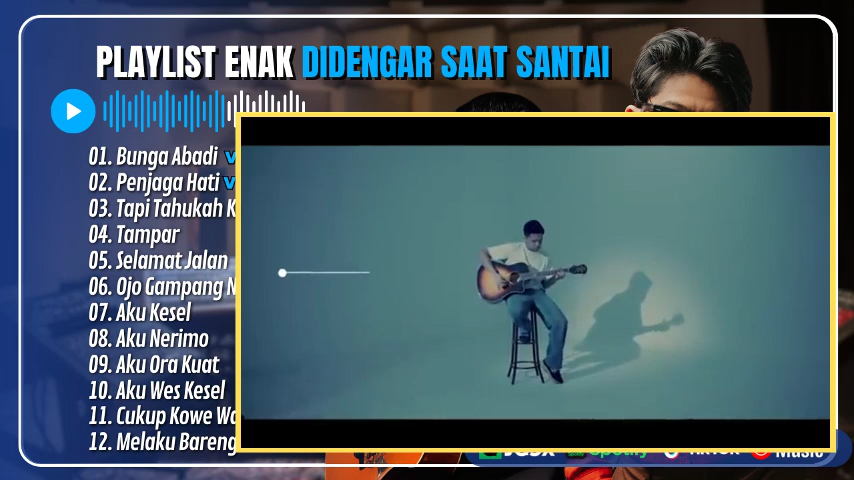 PLAYLIST ENAK DIDENGAR SAAT SANTAI
01. Bunga Abadi
02. Penjaga Hati
03. Tapi Tahukah
04. Tampar
05. Selamat Jalan
06. Ojo Gampang
07. Aku Kesel
08. Aku Nerimo
09. Aku Ora Kuat
10. Aku Wes Kesel
11. Cukup Kowe
12. Melaku Bareng
Spotify Music